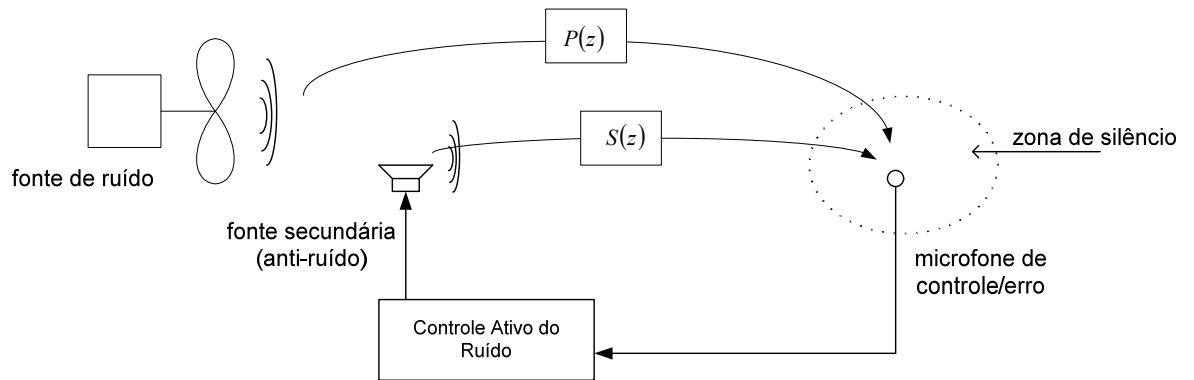 P(z)
S(z)
zona de silêncio
fonte de ruído
fonte secundária
(anti-ruído)
microfone de
controle/erro
Controle Ativo do
Ruído